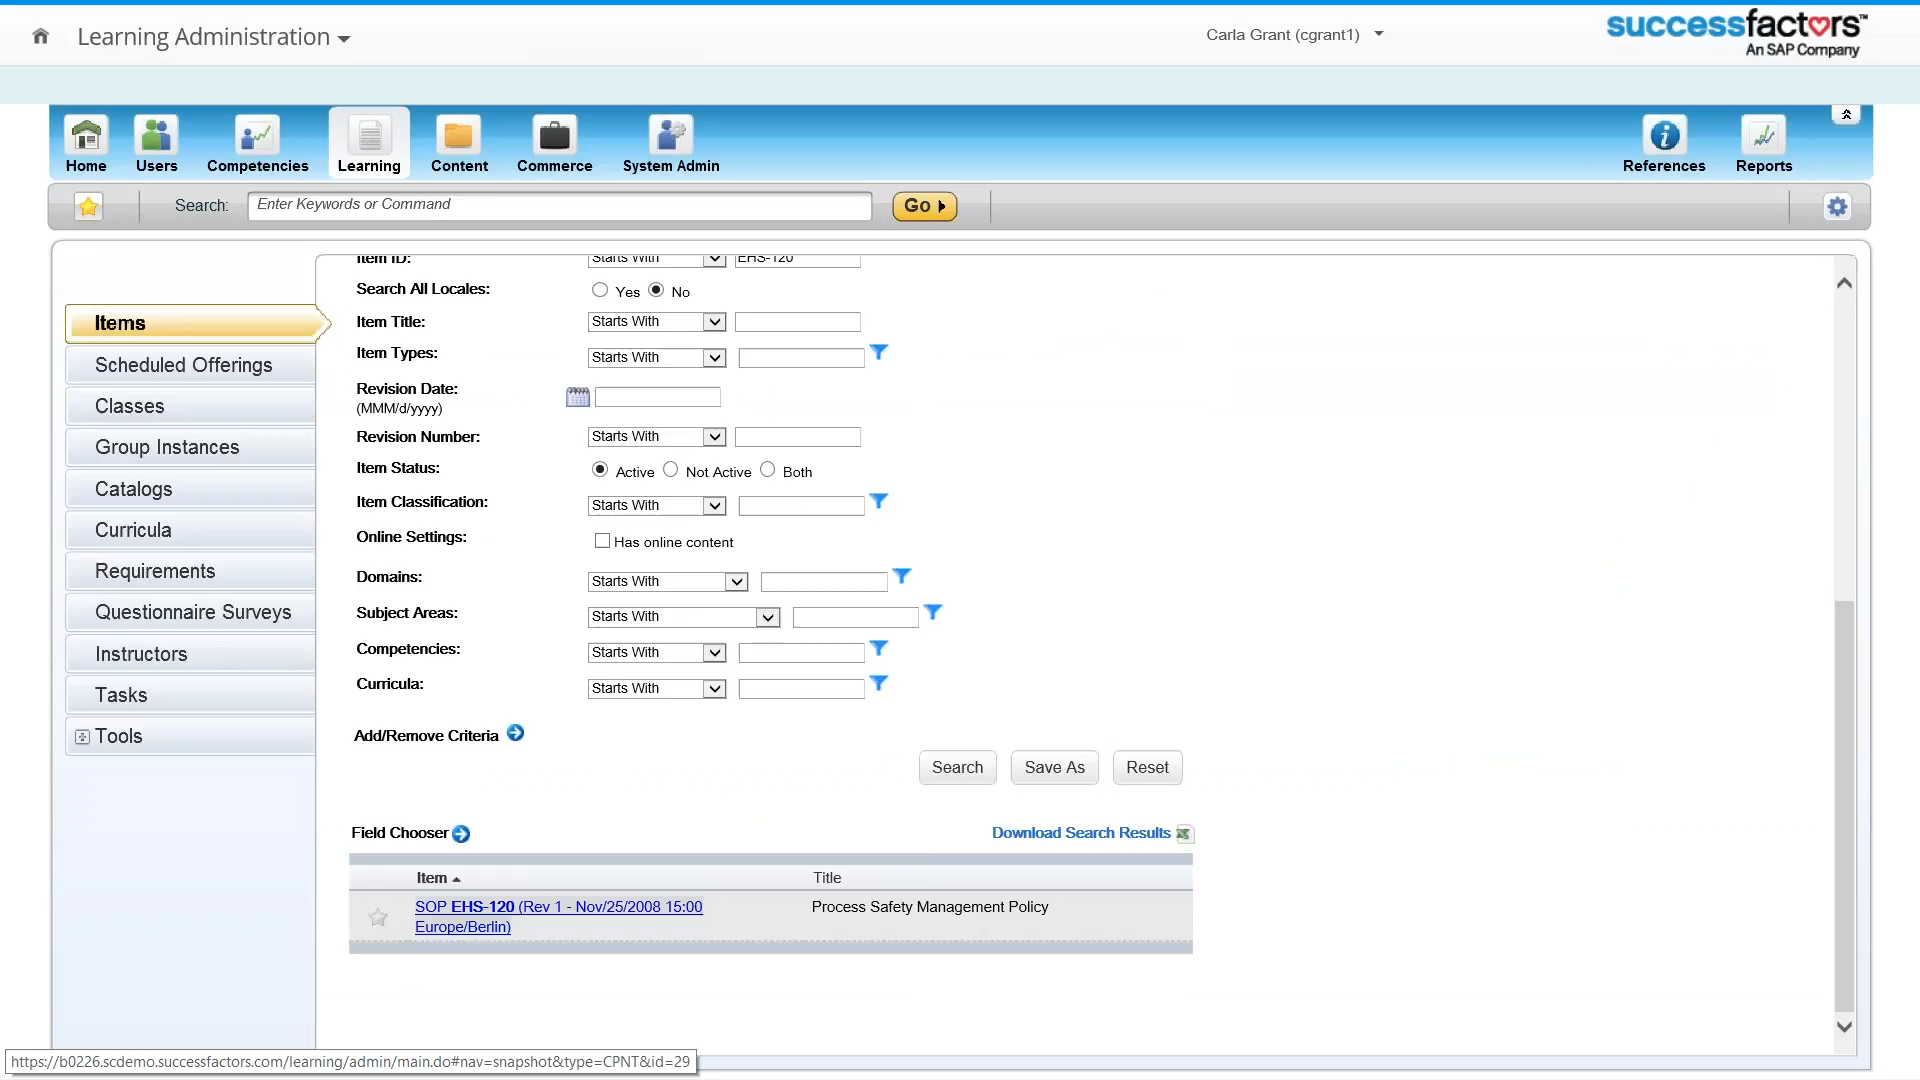 Learning Administration
Carla Grant (cgrant1)
successfactors™
An SAP Company
Home
Users
Competencies
Learning
Content
Commerce
System Admin
References
Reports
Search:
Enter Keywords or Command
Go
Items
Scheduled Offerings
Classes
Group Instances
Catalogs
Curricula
Requirements
Questionnaire Surveys
Instructors
Tasks
Tools
Item ID: Starts With EHS-120
Search All Locales: Yes No
Item Title: Starts With
Item Types: Starts With
Revision Date:
(MMM/d/yyyy)
Revision Number: Starts With
Item Status: Active Not Active Both
Item Classification: Starts With
Online Settings: Has online content
Domains: Starts With
Subject Areas: Starts With
Competencies: Starts With
Curricula: Starts With
Add/Remove Criteria
Search Save As Reset
Field Chooser
Download Search Results
Item Title
SOP EHS-120 (Rev 1 - Nov/25/2008 15:00 Process Safety Management Policy
Europe/Berlin)
https://b0226.scdemo.successfactors.com/learning/admin/main.do#nav=snapshot&type=CPNT&id=29